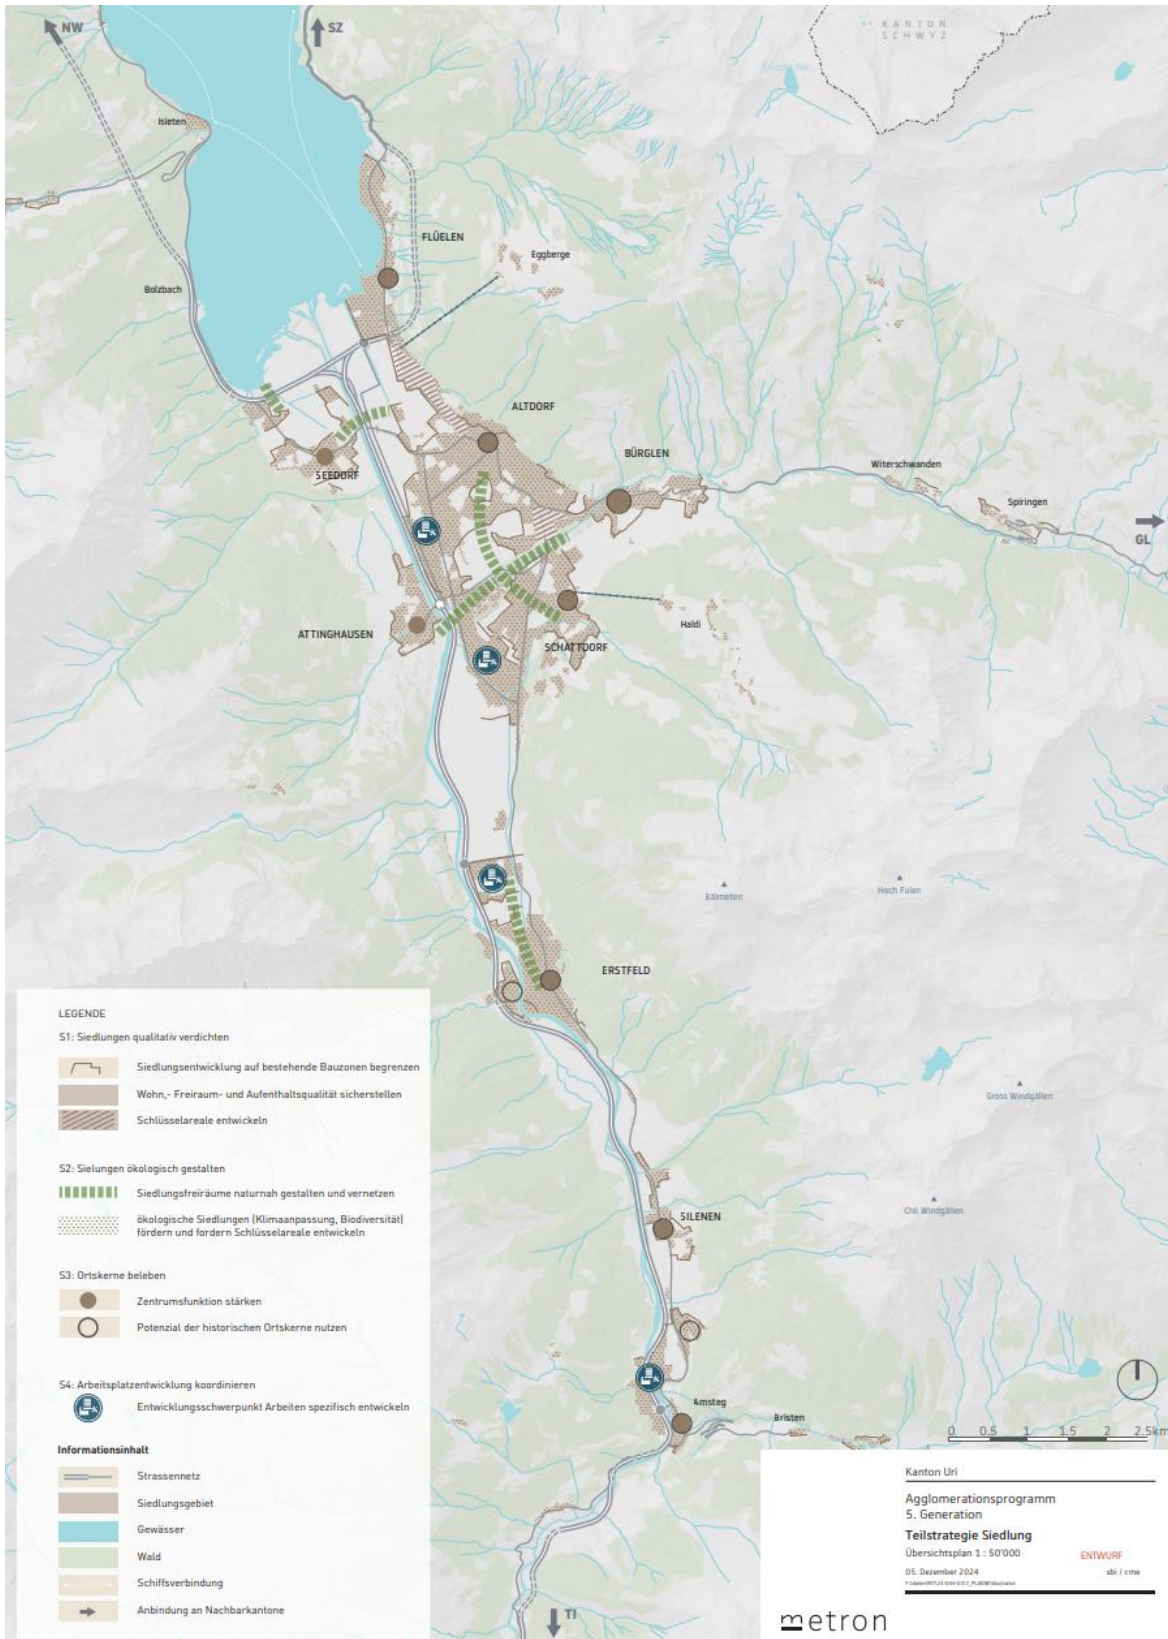 NW
SZ
KANTON
SCHWYZ
Isleten
FLÜELEN
Eggberge
Bolzbach
ALTDORF
BÜRGLEN
Witerschwanden
SEEDORF
Spiringen
GL
ATTINGHAUSEN
Haldi
SCHATTDORF
Bälmeten
Hoch Fulen
ERSTFELD
Gross Windgällen
Chli Windgällen
SILENEN
Amsteg
Bristen
TI
LEGENDE
S1: Siedlungen qualitativ verdichten
Siedlungsentwicklung auf bestehende Bauzonen begrenzen
Wohn,- Freiraum- und Aufenthaltsqualität sicherstellen
Schlüsselareale entwickeln
S2: Sielungen ökologisch gestalten
Siedlungsfreiräume naturnah gestalten und vernetzen
ökologische Siedlungen (Klimaanpassung, Biodiversität)
fördern und fordern Schlüsselareale entwickeln
S3: Ortskerne beleben
Zentrumsfunktion stärken
Potenzial der historischen Ortskerne nutzen
S4: Arbeitsplatzentwicklung koordinieren
Entwicklungsschwerpunkt Arbeiten spezifisch entwickeln
Informationsinhalt
Strassennetz
Siedlungsgebiet
Gewässer
Wald
Schiffsverbindung
Anbindung an Nachbarkantone
0 0.5 1 1.5 2 2.5km
Kanton Uri
Agglomerationsprogramm
5. Generation
Teilstrategie Siedlung
Übersichtsplan 1 : 50'000 ENTWURF
05. Dezember 2024 sbi / cme
metron